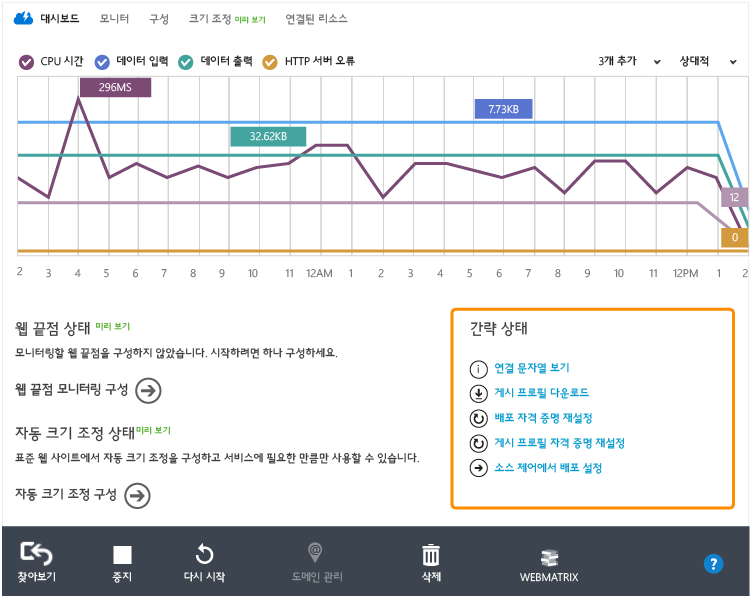 대시보드 모니터 구성 크기 조정 미리 보기 연결된 리소스
CPU 시간 데이터 입력 데이터 출력 HTTP 서버 오류 3개 추가 상대적
296MS
7.73KB
32.62KB
12
0
2 3 4 5 6 7 8 9 10 11 12AM 1 2 3 4 5 6 7 8 9 10 11 12PM 1 2
웹 끝점 상태 미리 보기
모니터링할 웹 끝점을 구성하지 않았습니다. 시작하려면 하나 구성하세요.
웹 끝점 모니터링 구성
자동 크기 조정 상태 미리 보기
표준 웹 사이트에서 자동 크기 조정을 구성하고 서비스에 필요한 만큼만 사용할 수 있습니다.
자동 크기 조정 구성
간략 상태
연결 문자열 보기
게시 프로필 다운로드
배포 자격 증명 재설정
게시 프로필 자격 증명 재설정
소스 제어에서 배포 설정
찾아보기 중지 다시 시작 도메인 관리 삭제 WEBMATRIX ?